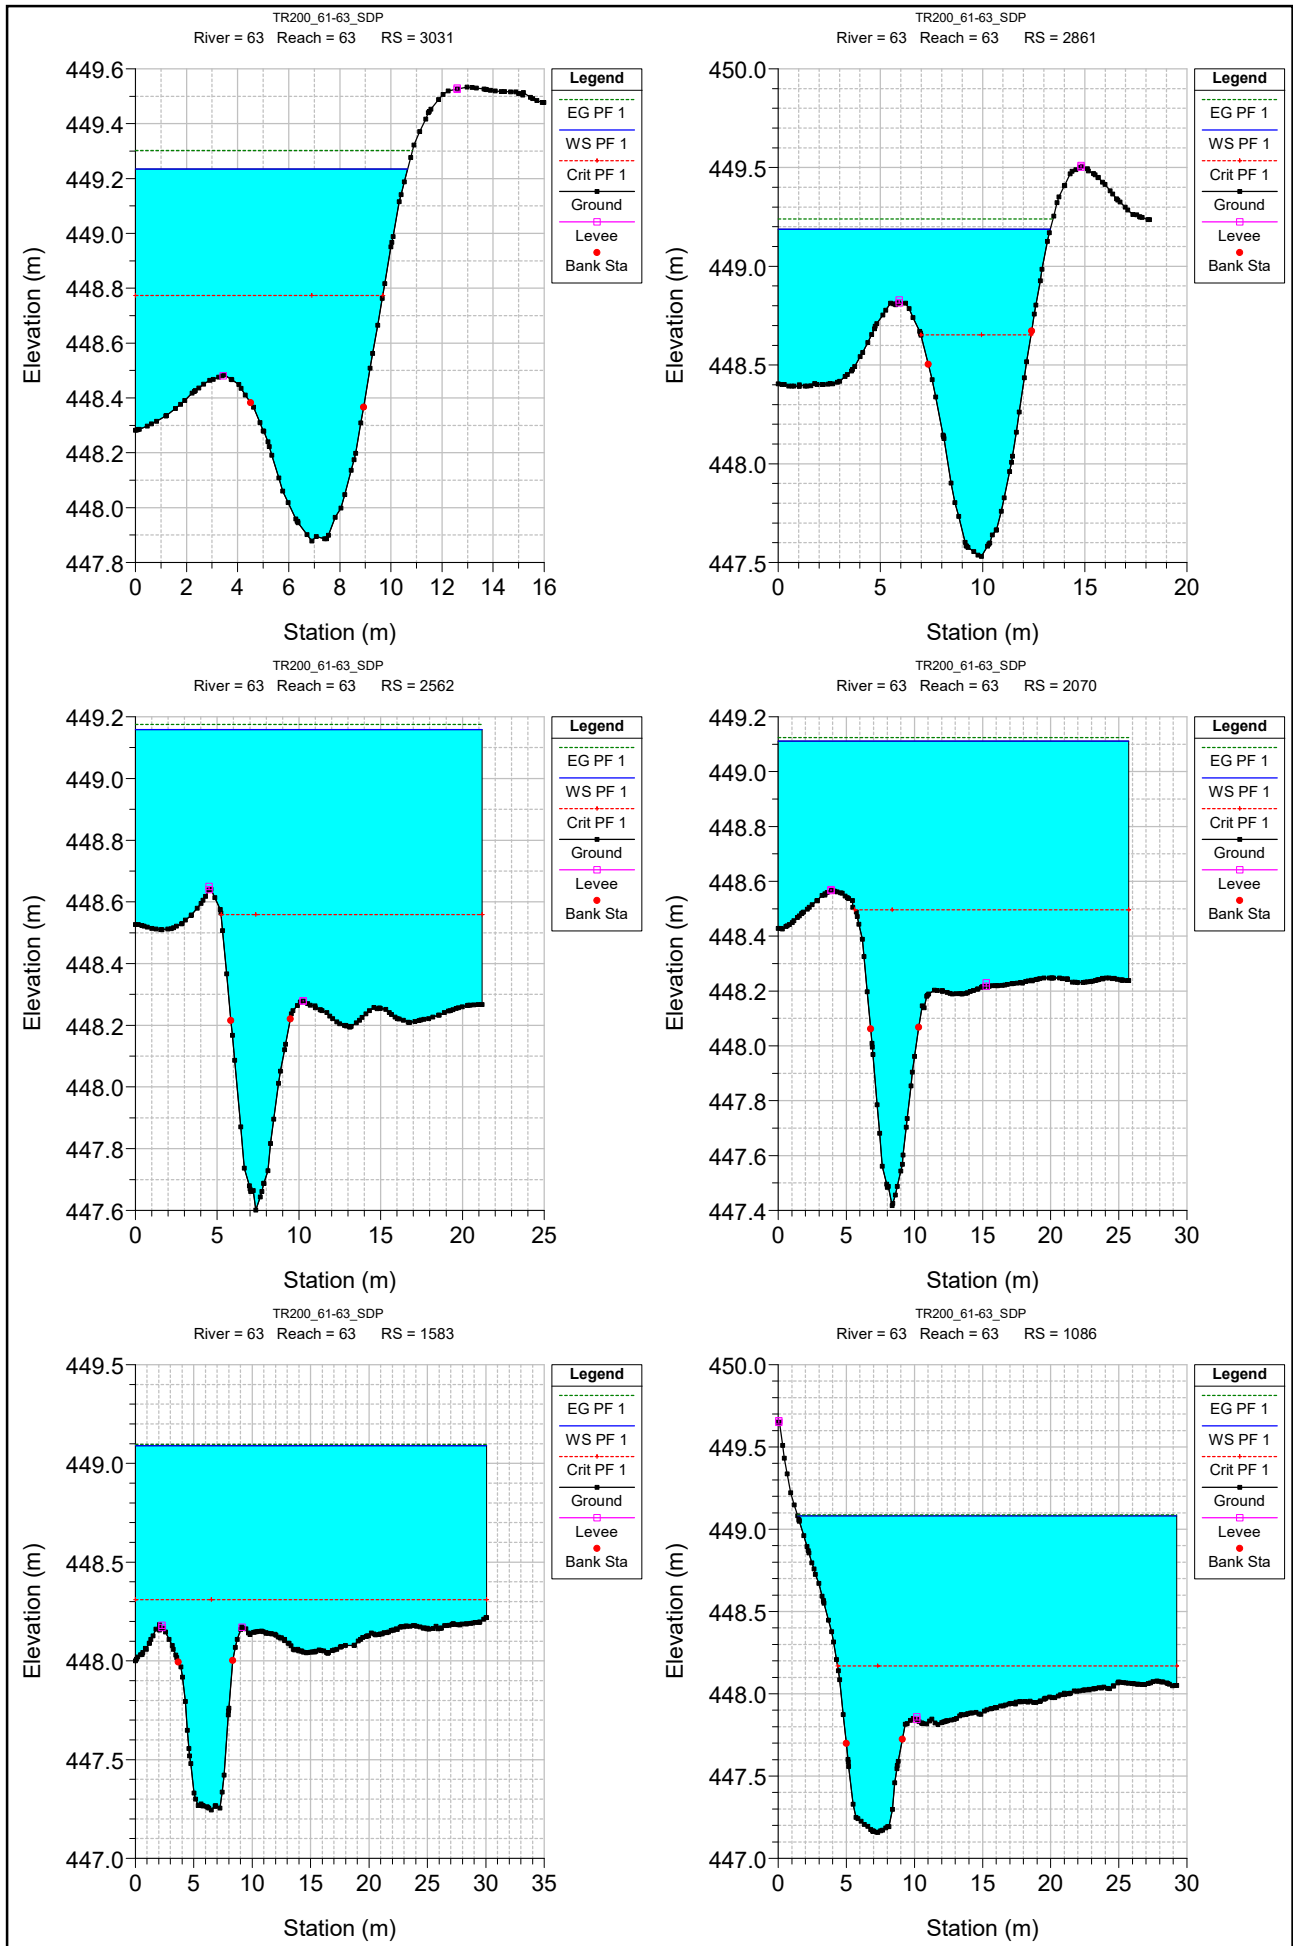 TR200_61-63_SDP
River = 63 Reach = 63 RS = 3031
449.6
449.4
449.2
449.0
448.8
448.6
448.4
448.2
448.0
447.8
0 2 4 6 8 10 12 14 16
Station (m)
Elevation (m)
Legend
EG PF 1
WS PF 1
Crit PF 1
Ground
Levee
Bank Sta
TR200_61-63_SDP
River = 63 Reach = 63 RS = 2861
450.0
449.5
449.0
448.5
448.0
447.5
0 5 10 15 20
Station (m)
Elevation (m)
Legend
EG PF 1
WS PF 1
Crit PF 1
Ground
Levee
Bank Sta
TR200_61-63_SDP
River = 63 Reach = 63 RS = 2562
449.2
449.0
448.8
448.6
448.4
448.2
448.0
447.8
447.6
0 5 10 15 20 25
Station (m)
Elevation (m)
Legend
EG PF 1
WS PF 1
Crit PF 1
Ground
Levee
Bank Sta
TR200_61-63_SDP
River = 63 Reach = 63 RS = 2070
449.2
449.0
448.8
448.6
448.4
448.2
448.0
447.8
447.6
447.4
0 5 10 15 20 25 30
Station (m)
Elevation (m)
Legend
EG PF 1
WS PF 1
Crit PF 1
Ground
Levee
Bank Sta
TR200_61-63_SDP
River = 63 Reach = 63 RS = 1583
449.5
449.0
448.5
448.0
447.5
447.0
0 5 10 15 20 25 30 35
Station (m)
Elevation (m)
Legend
EG PF 1
WS PF 1
Crit PF 1
Ground
Levee
Bank Sta
TR200_61-63_SDP
River = 63 Reach = 63 RS = 1086
450.0
449.5
449.0
448.5
448.0
447.5
447.0
0 5 10 15 20 25 30
Station (m)
Elevation (m)
Legend
EG PF 1
WS PF 1
Crit PF 1
Ground
Levee
Bank Sta